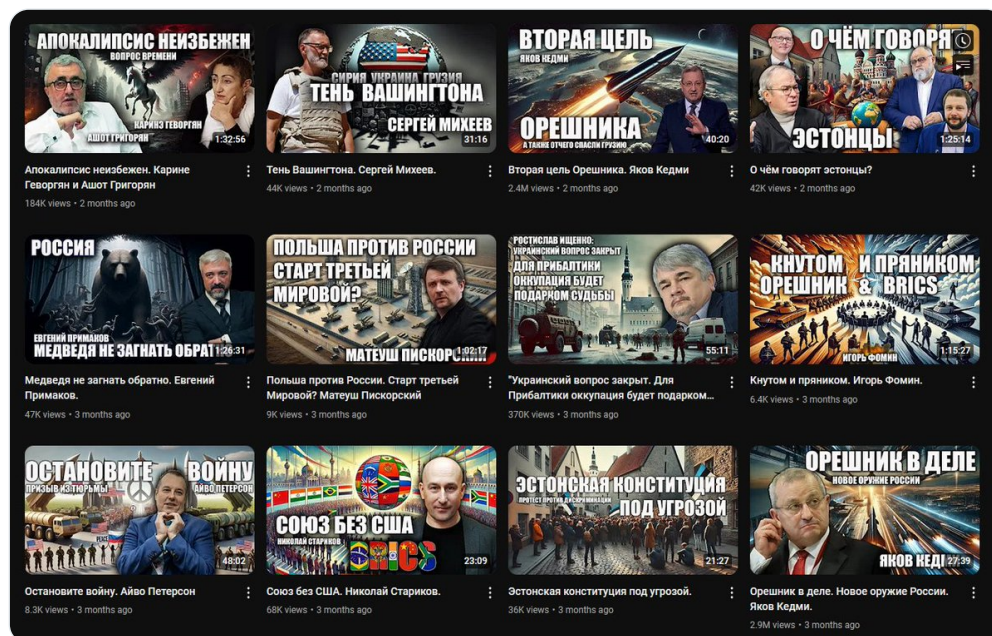 АПОКАЛИПСИС НЕИЗБЕЖЕН
ВОПРОС ВРЕМЕНИ
КАРИНЭ ГЕВОРГЯН
АШОТ ГРИГОРЯН
1:32:56
Апокалипсис неизбежен. Карине
Геворгян и Ашот Григорян
184K views • 2 months ago
СИРИЯ УКРАИНА ГРУЗИЯ
ТЕНЬ ВАШИНГТОНА
СЕРГЕЙ МИХЕЕВ
31:16
Тень Вашингтона. Сергей Михеев.
44K views • 2 months ago
ВТОРАЯ ЦЕЛЬ
ЯКОВ КЕДМИ
ОРЕШНИКА
А ТАКЖЕ ОТЧЕГО СПАСЛИ ГРУЗИЮ
40:20
Вторая цель Орешника. Яков Кедми
2.4M views • 2 months ago
О ЧЁМ ГОВОРЯ
ЭСТОНЦЫ
1:25:14
О чём говорят эстонцы?
42K views • 2 months ago
РОССИЯ
ЕВГЕНИЙ ПРИМАКОВ
МЕДВЕДЯ НЕ ЗАГНАТЬ ОБРАТ
1:26:31
Медведя не загнать обратно. Евгений
Примаков.
47K views • 3 months ago
ПОЛЬША ПРОТИВ РОССИИ
СТАРТ ТРЕТЬЕЙ
МИРОВОЙ?
МАТЕУШ ПИСКОРСКИЙ
1:02:17
Польша против России. Старт третьей
Мировой? Матеуш Пискорский
9K views • 3 months ago
РОСТИСЛАВ ИЩЕНКО:
УКРАИНСКИЙ ВОПРОС ЗАКРЫТ
ДЛЯ ПРИБАЛТИКИ
ОККУПАЦИЯ БУДЕТ
ПОДАРКОМ СУДЬБЫ
55:11
"Украинский вопрос закрыт. Для
Прибалтики оккупация будет подарком...
370K views • 3 months ago
КНУТОМ И ПРЯНИКОМ
ОРЕШНИК & BRICS
ИГОРЬ ФОМИН
1:15:27
Кнутом и пряником. Игорь Фомин.
6.4K views • 3 months ago
ОСТАНОВИТЕ ВОЙНУ
ПРИЗЫВ ИЗ ТЮРЬМЫ АЙВО ПЕТЕРСОН
PEACE
48:02
Остановите войну. Айво Петерсон
8.3K views • 3 months ago
СОЮЗ БЕЗ США
НИКОЛАЙ СТАРИКОВ
BRICS
23:09
Союз без США. Николай Стариков.
68K views • 3 months ago
ЭСТОНСКАЯ КОНСТИТУЦИЯ
ПРОТЕСТ ПРОТИВ ДИСКРИМИНАЦИИ
ПОД УГРОЗОЙ
21:27
Эстонская конституция под угрозой.
36K views • 3 months ago
ОРЕШНИК В ДЕЛЕ
НОВОЕ ОРУЖИЕ РОССИИ
ЯКОВ КЕД
27:39
Орешник в деле. Новое оружие России.
Яков Кедми.
2.9M views • 3 months ago